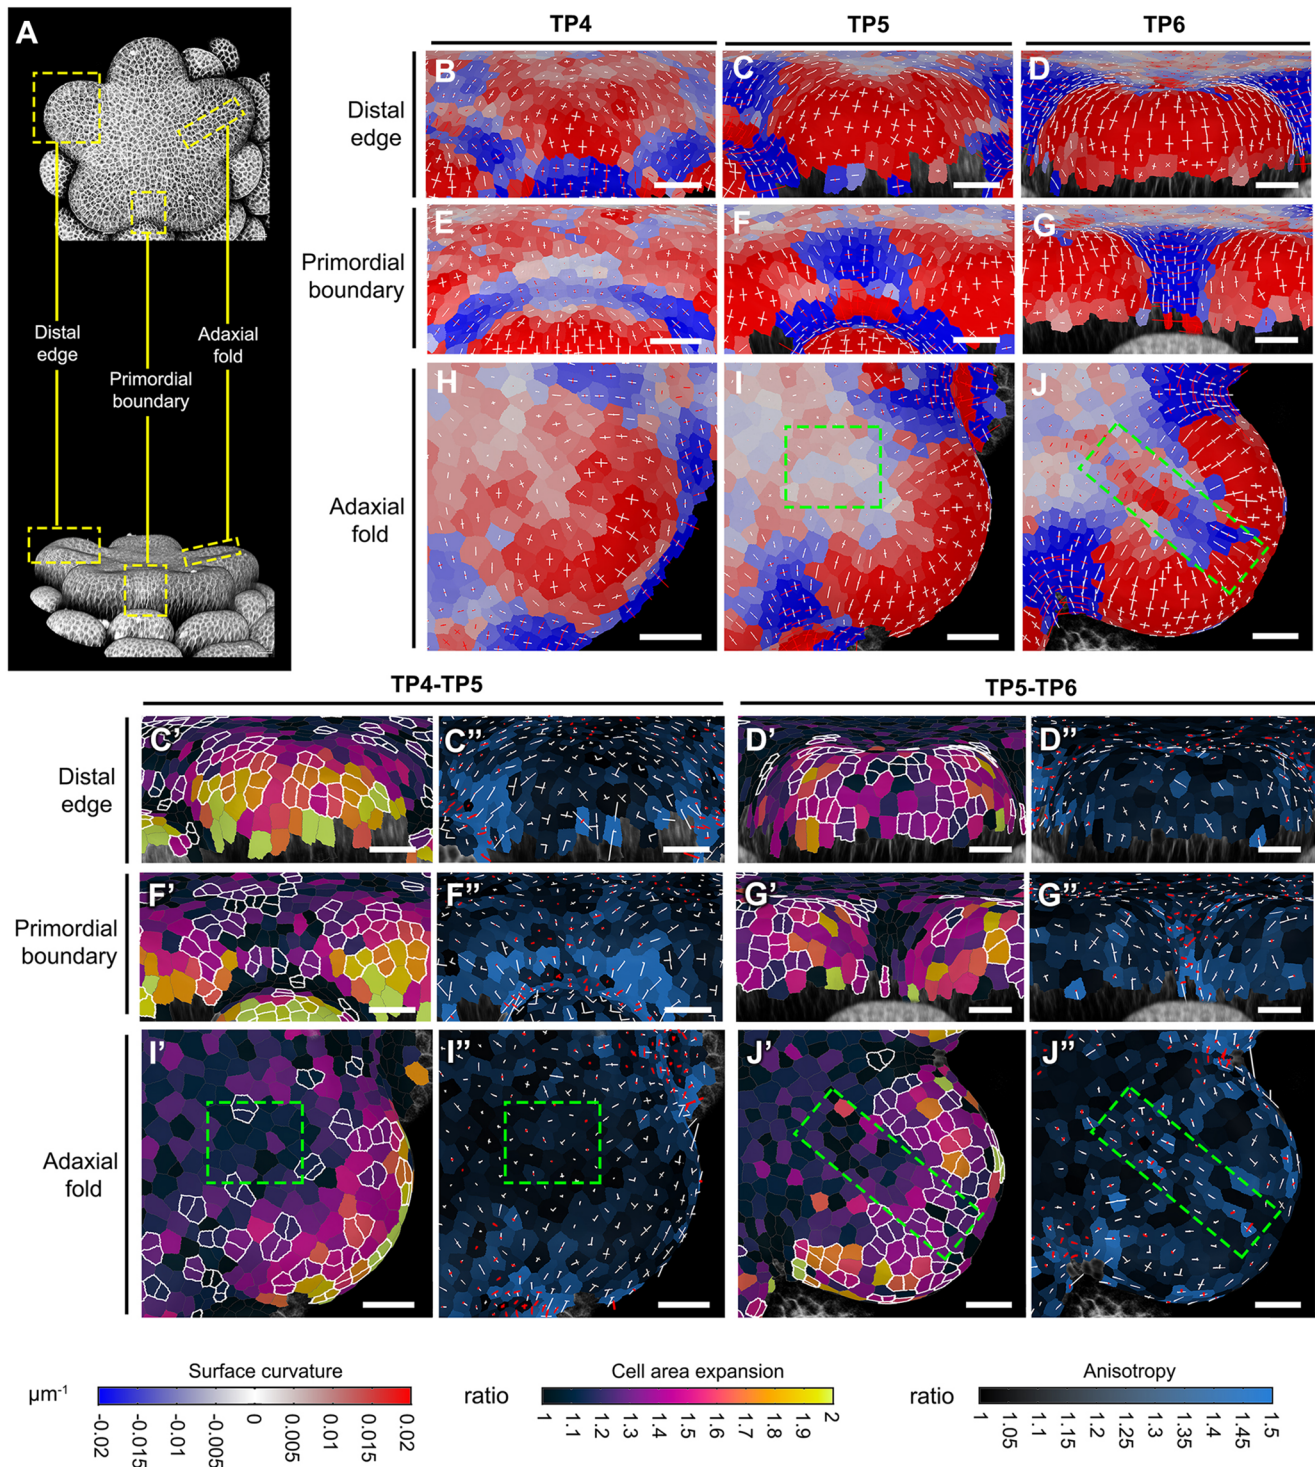 A
TP4
TP5
TP6
Distal
edge
B
C
D
Primordial
boundary
E
F
G
Adaxial
fold
H
I
J
Distal
edge
Adaxial
fold
Primordial
boundary
TP4-TP5
TP5-TP6
Distal
edge
C’
C’’
D’
D’’
Primordial
boundary
F’
F’’
G’
G’’
Adaxial
fold
I’
I’’
J’
J’’
Surface curvature
µm-1
-0.02
-0.015
-0.01
-0.005
0
0.005
0.01
0.015
0.02
Cell area expansion
ratio
1
1.1
1.2
1.3
1.4
1.5
1.6
1.7
1.8
1.9
2
Anisotropy
ratio
1
1.05
1.1
1.15
1.2
1.25
1.3
1.35
1.4
1.45
1.5